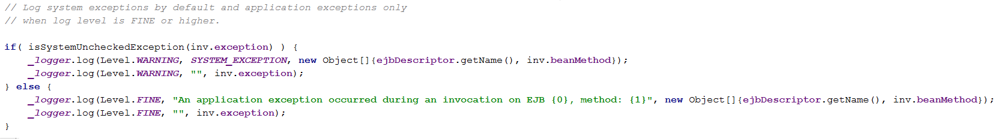 // Log system exceptions by default and application exceptions only
// when log level is FINE or higher.
if( isSystemUncheckedException(inv.exception) ) {
_logger.log(Level.WARNING, SYSTEM_EXCEPTION, new Object[]{ejbDescriptor.getName(), inv.beanMethod});
_logger.log(Level.WARNING, "", inv.exception);
} else {
_logger.log(Level.FINE, "An application exception occurred during an invocation on EJB {0}, method: {1}", new Object[]{ejbDescriptor.getName(), inv.beanMethod});
_logger.log(Level.FINE, "", inv.exception);
}